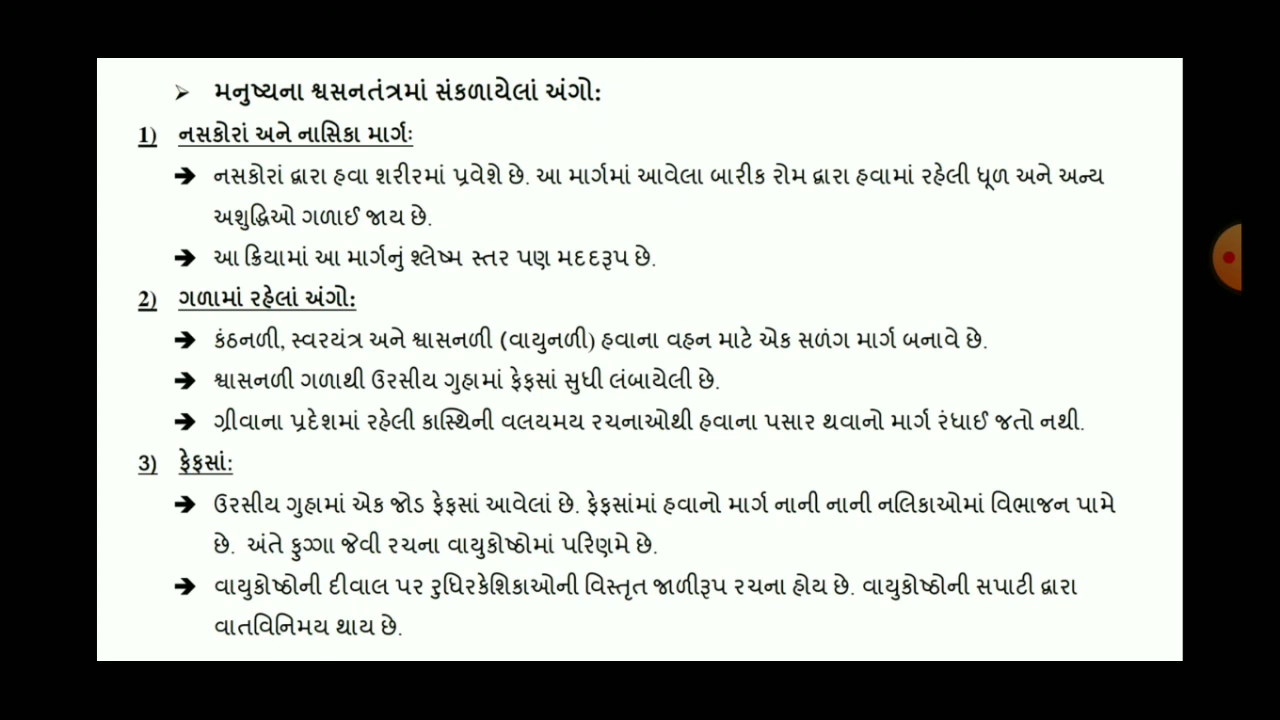 ➢ મનુષ્યના શ્વસનતંત્રમાં સંકળાયેલાં અંગો:
1) નસકોરાં અને નાસિકા માર્ગઃ
➔ નસકોરાં દ્વારા હવા શરીરમાં પ્રવેશે છે. આ માર્ગમાં આવેલા બારીક રોમ દ્વારા હવામાં રહેલી ધૂળ અને અન્ય
અશુદ્ધિઓ ગળાઈ જાય છે.
➔ આ ક્રિયામાં આ માર્ગનું શ્લેષ્મ સ્તર પણ મદદરૂપ છે.
2) ગળામાં રહેલાં અંગો:
➔ કંઠનળી, સ્વરયંત્ર અને શ્વાસનળી (વાયુનળી) હવાના વહન માટે એક સળંગ માર્ગ બનાવે છે.
➔ શ્વાસનળી ગળાથી ઉરસીય ગુહામાં ફેફસાં સુધી લંબાયેલી છે.
➔ ગ્રીવાના પ્રદેશમાં રહેલી કાસ્થિની વલયમય રચનાઓથી હવાના પસાર થવાનો માર્ગ રંધાઈ જતો નથી.
3) ફેફસાં:
➔ ઉરસીય ગુહામાં એક જોડ ફેફસાં આવેલાં છે. ફેફસાંમાં હવાનો માર્ગ નાની નાની નલિકાઓમાં વિભાજન પામે
છે. અંતે ફુગ્ગા જેવી રચના વાયુકોષ્ઠોમાં પરિણમે છે.
➔ વાયુકોષ્ઠોની દીવાલ પર રુધિરકેશિકાઓની વિસ્તૃત જાળીરૂપ રચના હોય છે. વાયુકોષ્ઠોની સપાટી દ્વારા
વાતવિનિમય થાય છે.